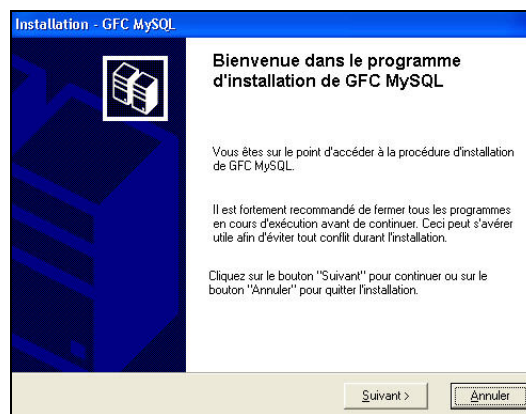 Installation - GFC MySQL
Bienvenue dans le programme
d'installation de GFC MySQL
Vous êtes sur le point d'accéder à la procédure d'installation
de GFC MySQL.
Il est fortement recommandé de fermer tous les programmes
en cours d'exécution avant de continuer. Ceci peut s'avérer
utile afin d'éviter tout conflit durant l'installation.
Cliquez sur le bouton "Suivant" pour continuer ou sur le
bouton "Annuler" pour quitter l'installation.
Suivant > Annuler